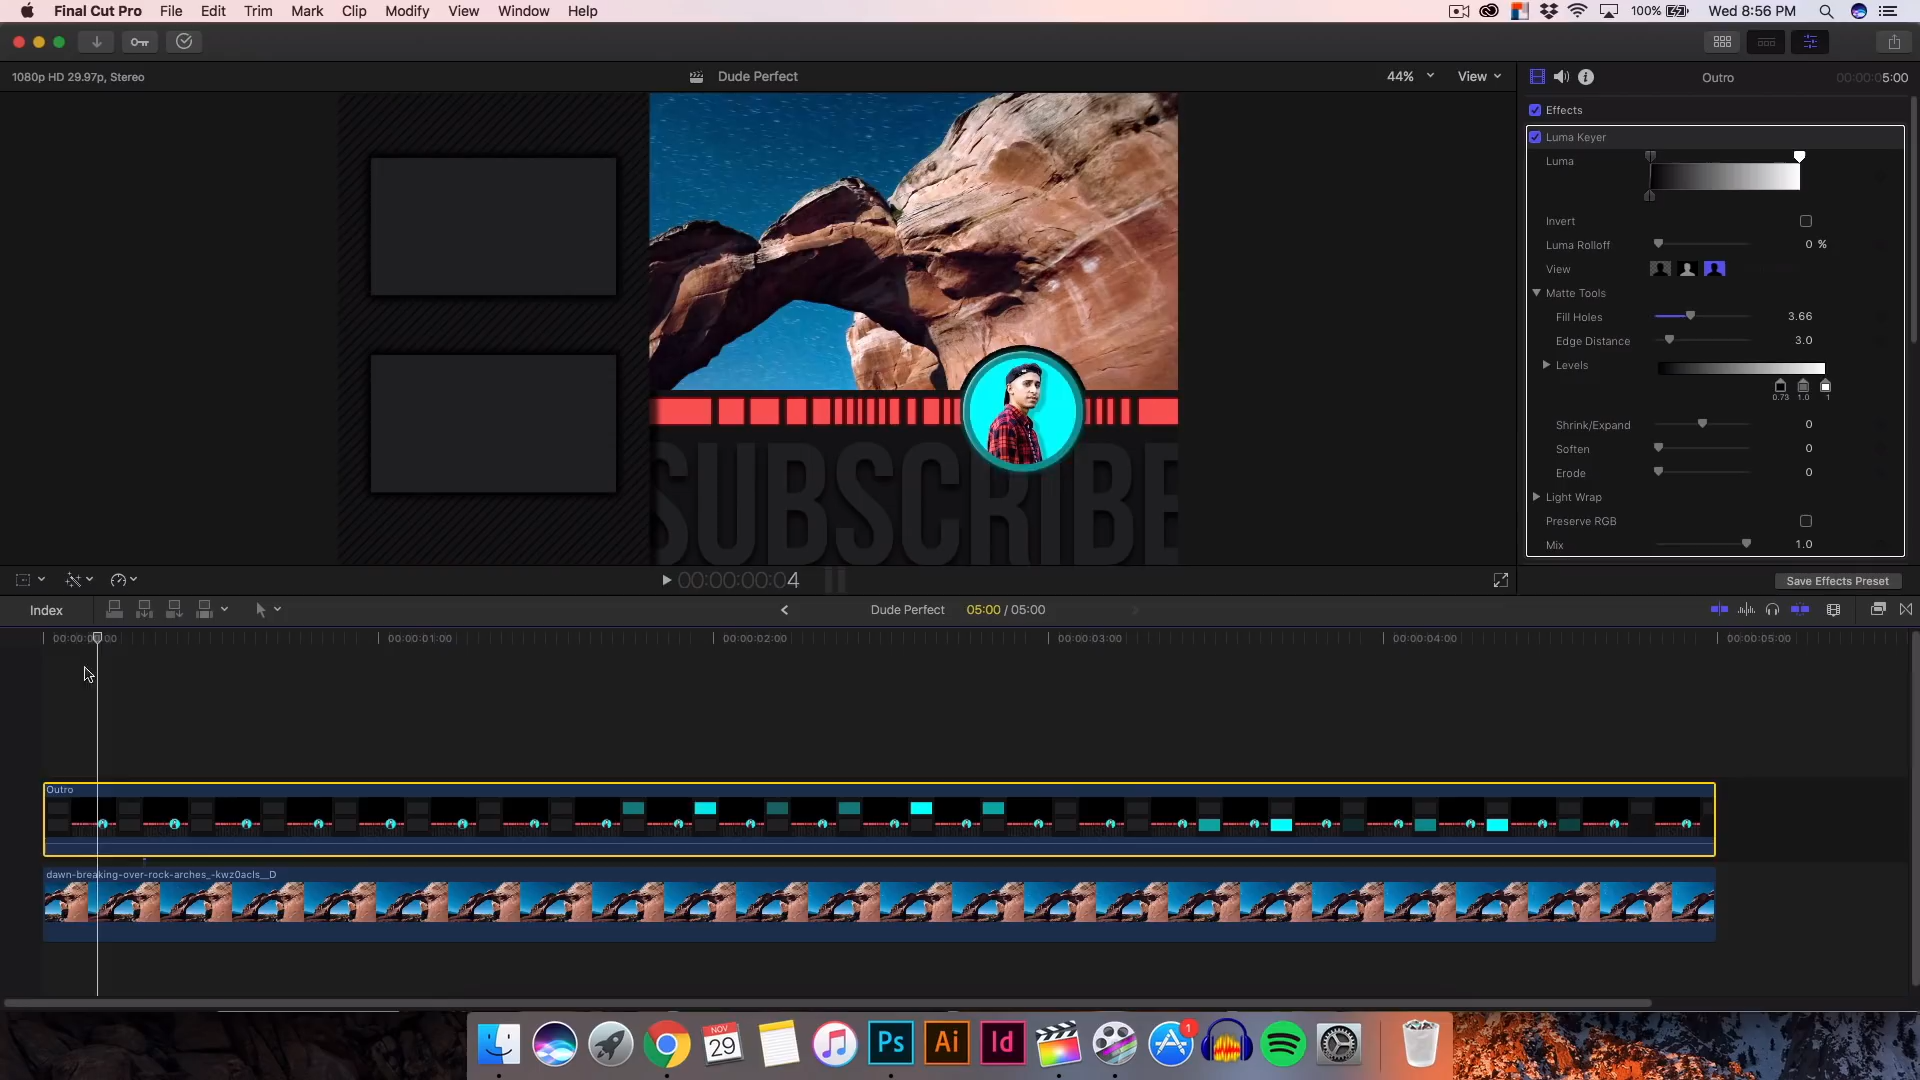 Final Cut Pro File Edit Trim Mark Clip Modify View Window Help 100% Wed 8:56 PM
1080p HD 29.97p, Stereo Dude Perfect 44% View Outro 00:00:05:00
Effects
Luma Keyer
Luma
Invert
Luma Rolloff 0 %
View
Matte Tools
Fill Holes 3.66
Edge Distance 3.0
Levels
0.73 1.0 1
Shrink/Expand 0
Soften 0
Erode 0
Light Wrap
Preserve RGB
Mix 1.0
SUBSCRIBE
00:00:00:04 Save Effects Preset
Index Dude Perfect 05:00 / 05:00
00:00:00:00 00:00:01:00 00:00:02:00 00:00:03:00 00:00:04:00 00:00:05:00
Outro
dawn-breaking-over-rock-arches_-kwz0acls__D
NOV
29
Ps Ai Id 1